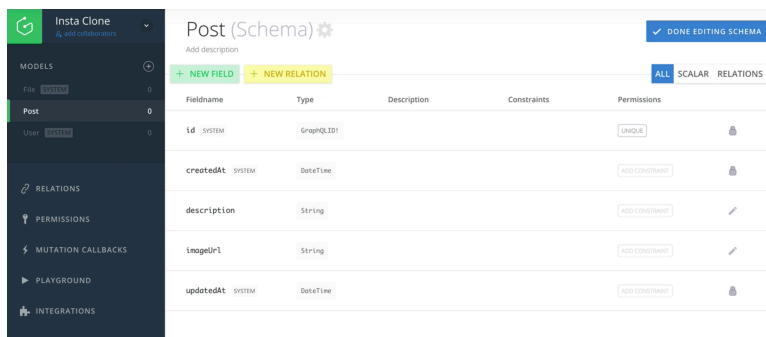 Insta Clone
add collaborators
MODELS
File SYSTEM 0
Post 0
User SYSTEM 0
RELATIONS
PERMISSIONS
MUTATION CALLBACKS
PLAYGROUND
INTEGRATIONS
Post (Schema)
Add description
DONE EDITING SCHEMA
+ NEW FIELD + NEW RELATION ALL SCALAR RELATIONS
Fieldname Type Description Constraints Permissions
id SYSTEM GraphQLID! UNIQUE
createdAt SYSTEM DateTime ADD CONSTRAINT
description String ADD CONSTRAINT
imageUrl String ADD CONSTRAINT
updatedAt SYSTEM DateTime ADD CONSTRAINT